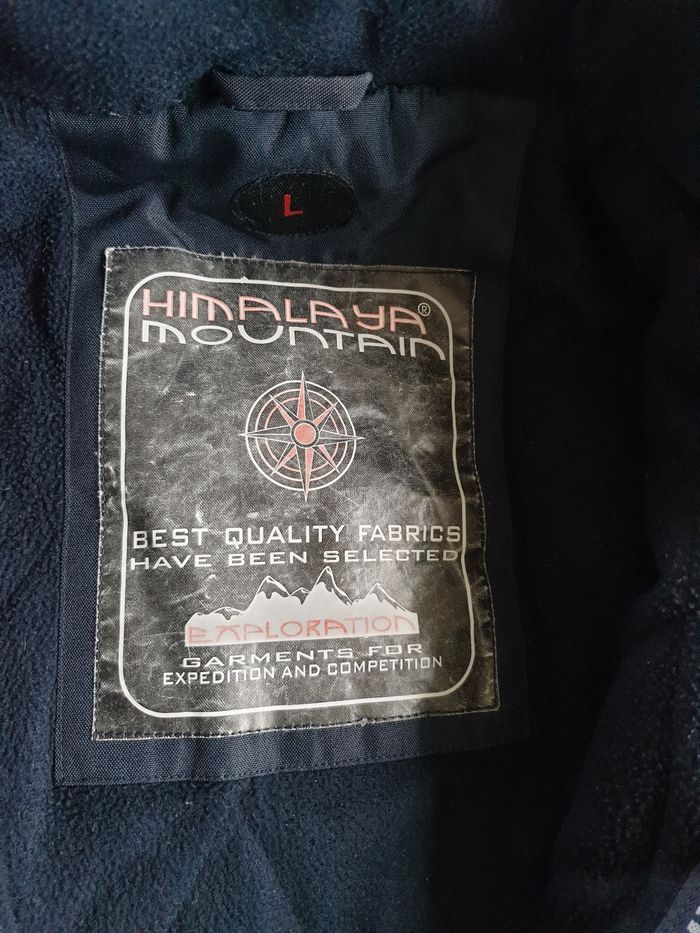 L
HIMALAYA®
MOUNTAIN
BEST QUALITY FABRICS
HAVE BEEN SELECTED
EXPLORATION
GARMENTS FOR
EXPEDITION AND COMPETITION